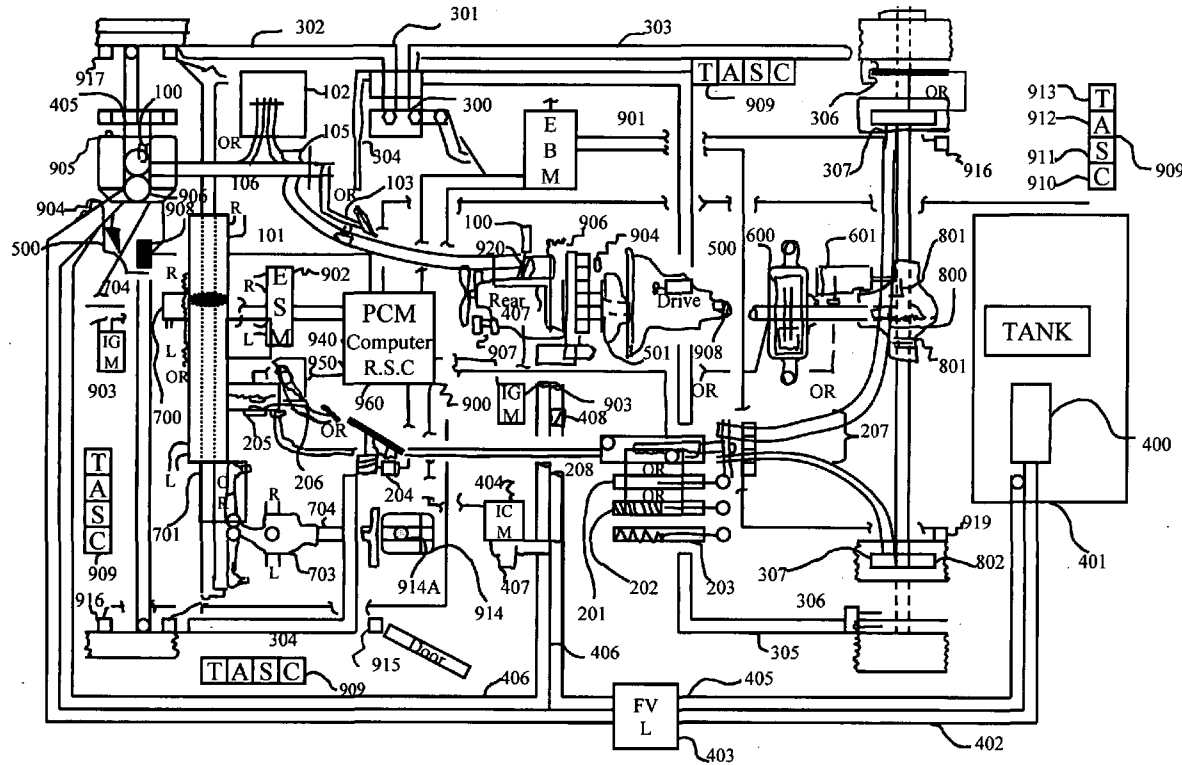 302
301
303
917
405
100
102
T A S C
909
300
OR
306
OR
913
T
912
A
911
S
910
C
909
905
105
E
B
M
901
307
916
OR
304
106
906
103
OR
904
908
R
100
906
904
500
101
920
500
600
601
801
704
R
R
E
S
M
902
PCM
Computer
R.S.C
Rear
407
Drive
800
TANK
IG
M
903
L
L
940
950
907
501
908
801
OR
OR
OR
700
960
900
IG
M
903
408
400
205
OR
207
T
A
S
C
L
206
204
208
OR
OR
C
R
R
704
404
IC
M
201
919
401
701
909
L
703
914A
914
407
202
203
307
802
916
306
304
915
Door
406
305
T A S C
909
406
405
FV
L
403
402